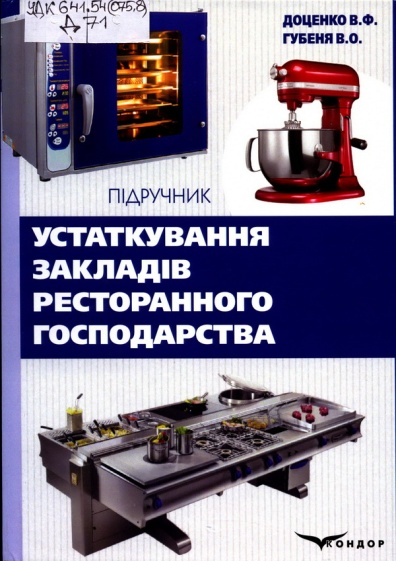 УДК 641.54(075.8)
Д 71
ДОЦЕНКО В.Ф.
ГУБЕНЯ В.О.
ПІДРУЧНИК
УСТАТКУВАННЯ
ЗАКЛАДІВ
РЕСТОРАННОГО
ГОСПОДАРСТВА
КОНДОР